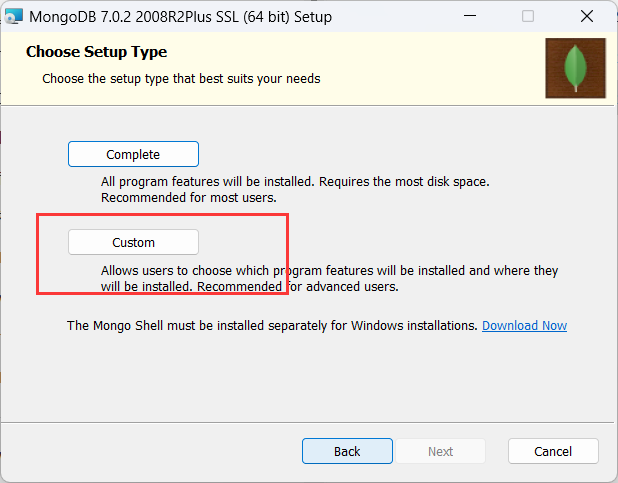 MongoDB 7.0.2 2008R2Plus SSL (64 bit) Setup
Choose Setup Type
Choose the setup type that best suits your needs
Complete
All program features will be installed. Requires the most disk space.
Recommended for most users.
Custom
Allows users to choose which program features will be installed and where they
will be installed. Recommended for advanced users.
The Mongo Shell must be installed separately for Windows installations. Download Now
Back Next Cancel